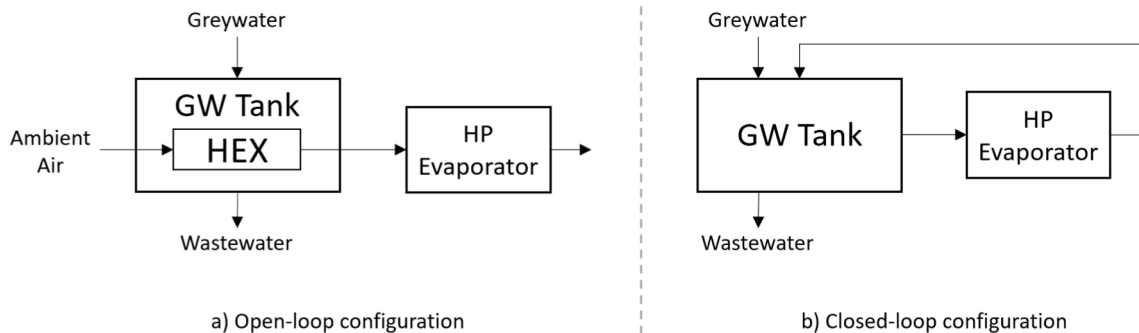 Greywater
GW Tank
HEX
Ambient
Air
HP
Evaporator
Wastewater
a) Open-loop configuration
Greywater
GW Tank
HP
Evaporator
Wastewater
b) Closed-loop configuration